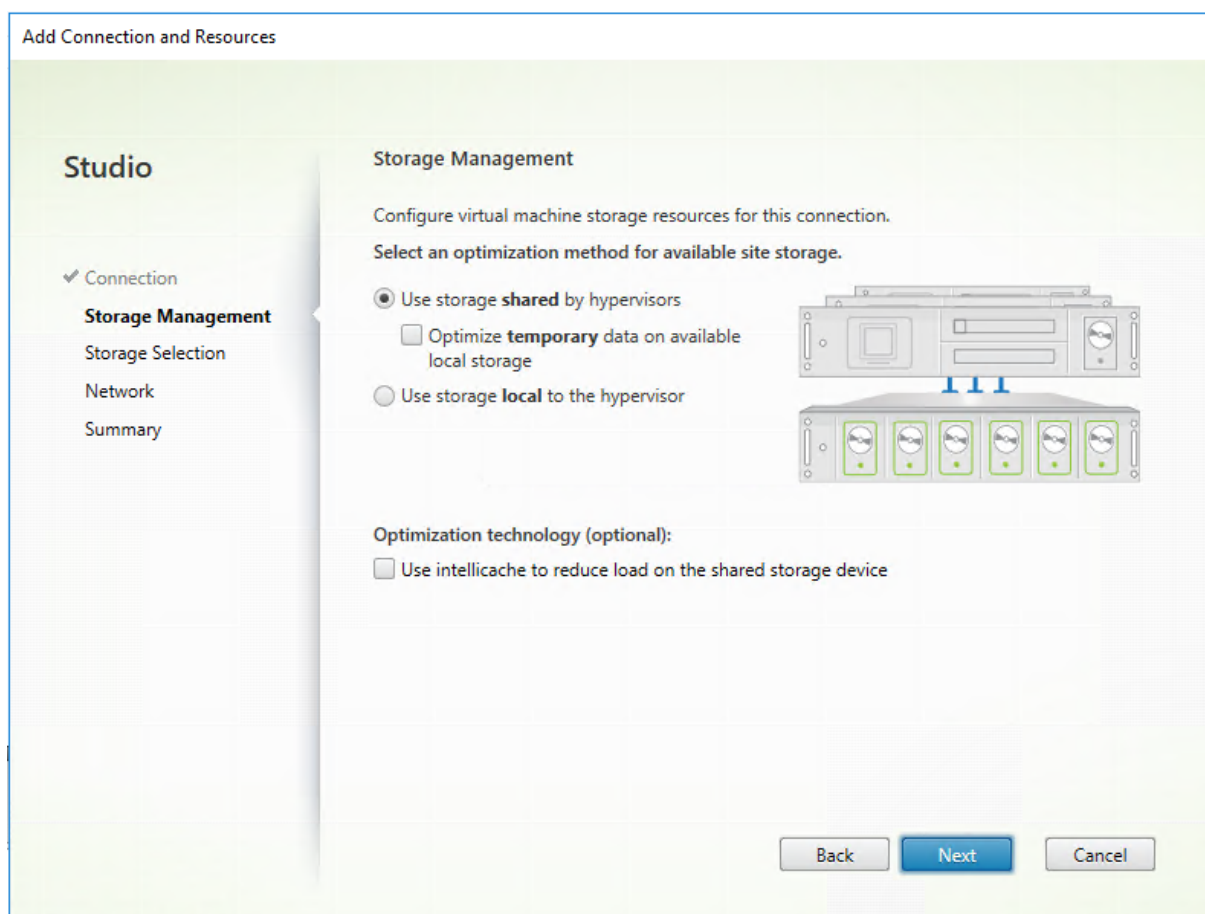 Add Connection and Resources
Studio
Connection
Storage Management
Storage Selection
Network
Summary
Storage Management
Configure virtual machine storage resources for this connection.
Select an optimization method for available site storage.
Use storage shared by hypervisors
Optimize temporary data on available
local storage
Use storage local to the hypervisor
Optimization technology (optional):
Use intellicache to reduce load on the shared storage device
Back
Next
Cancel